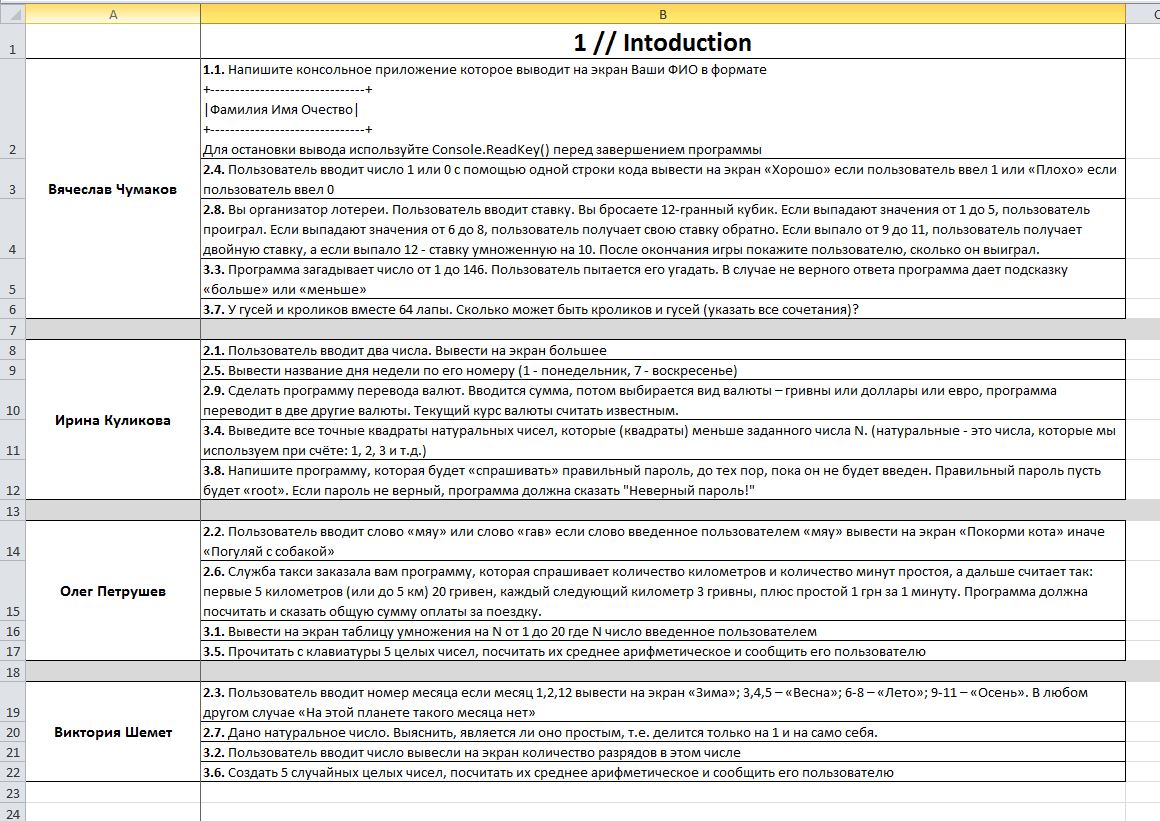 A B C
1 1 // Intoduction
1.1. Напишите консольное приложение которое выводит на экран Ваши ФИО в формате
+-------------------------------+
|Фамилия Имя Очество|
+-------------------------------+
2 Для остановки вывода используйте Console.ReadKey() перед завершением программы
Вячеслав Чумаков
2.4. Пользователь вводит число 1 или 0 с помощью одной строки кода вывести на экран «Хорошо» если пользователь ввел 1 или «Плохо» если
3 пользователь ввел 0
2.8. Вы организатор лотереи. Пользователь вводит ставку. Вы бросаете 12-гранный кубик. Если выпадают значения от 1 до 5, пользователь
проиграл. Если выпадают значения от 6 до 8, пользователь получает свою ставку обратно. Если выпало от 9 до 11, пользователь получает
4 двойную ставку, а если выпало 12 - ставку умноженную на 10. После окончания игры покажите пользователю, сколько он выиграл.
3.3. Программа загадывает число от 1 до 146. Пользователь пытается его угадать. В случае не верного ответа программа дает подсказку
5 «больше» или «меньше»
6 3.7. У гусей и кроликов вместе 64 лапы. Сколько может быть кроликов и гусей (указать все сочетания)?
7
8 2.1. Пользователь вводит два числа. Вывести на экран большее
9 2.5. Вывести название дня недели по его номеру (1 - понедельник, 7 - воскресенье)
2.9. Сделать программу перевода валют. Вводится сумма, потом выбирается вид валюты – гривны или доллары или евро, программа
10 переводит в две другие валюты. Текущий курс валюты считать известным.
Ирина Куликова
3.4. Выведите все точные квадраты натуральных чисел, которые (квадраты) меньше заданного числа N. (натуральные - это числа, которые мы
11 используем при счёте: 1, 2, 3 и т.д.)
3.8. Напишите программу, которая будет «спрашивать» правильный пароль, до тех пор, пока он не будет введен. Правильный пароль пусть
12 будет «root». Если пароль не верный, программа должна сказать "Неверный пароль!"
13
2.2. Пользователь вводит слово «мяу» или слово «гав» если слово введенное пользователем «мяу» вывести на экран «Покорми кота» иначе
14 «Погуляй с собакой»
2.6. Служба такси заказала вам программу, которая спрашивает количество километров и количество минут простоя, а дальше считает так:
Олег Петрушев первые 5 километров (или до 5 км) 20 гривен, каждый следующий километр 3 гривны, плюс простой 1 грн за 1 минуту. Программа должна
15 посчитать и сказать общую сумму оплаты за поездку.
16 3.1. Вывести на экран таблицу умножения на N от 1 до 20 где N число введенное пользователем
17 3.5. Прочитать с клавиатуры 5 целых чисел, посчитать их среднее арифметическое и сообщить его пользователю
18
2.3. Пользователь вводит номер месяца если месяц 1,2,12 вывести на экран «Зима»; 3,4,5 – «Весна»; 6-8 – «Лето»; 9-11 – «Осень». В любом
19 другом случае «На этой планете такого месяца нет»
20 Виктория Шемет 2.7. Дано натуральное число. Выяснить, является ли оно простым, т.е. делится только на 1 и на само себя.
21 3.2. Пользователь вводит число вывесли на экран количество разрядов в этом числе
22 3.6. Создать 5 случайных целых чисел, посчитать их среднее арифметическое и сообщить его пользователю
23
24